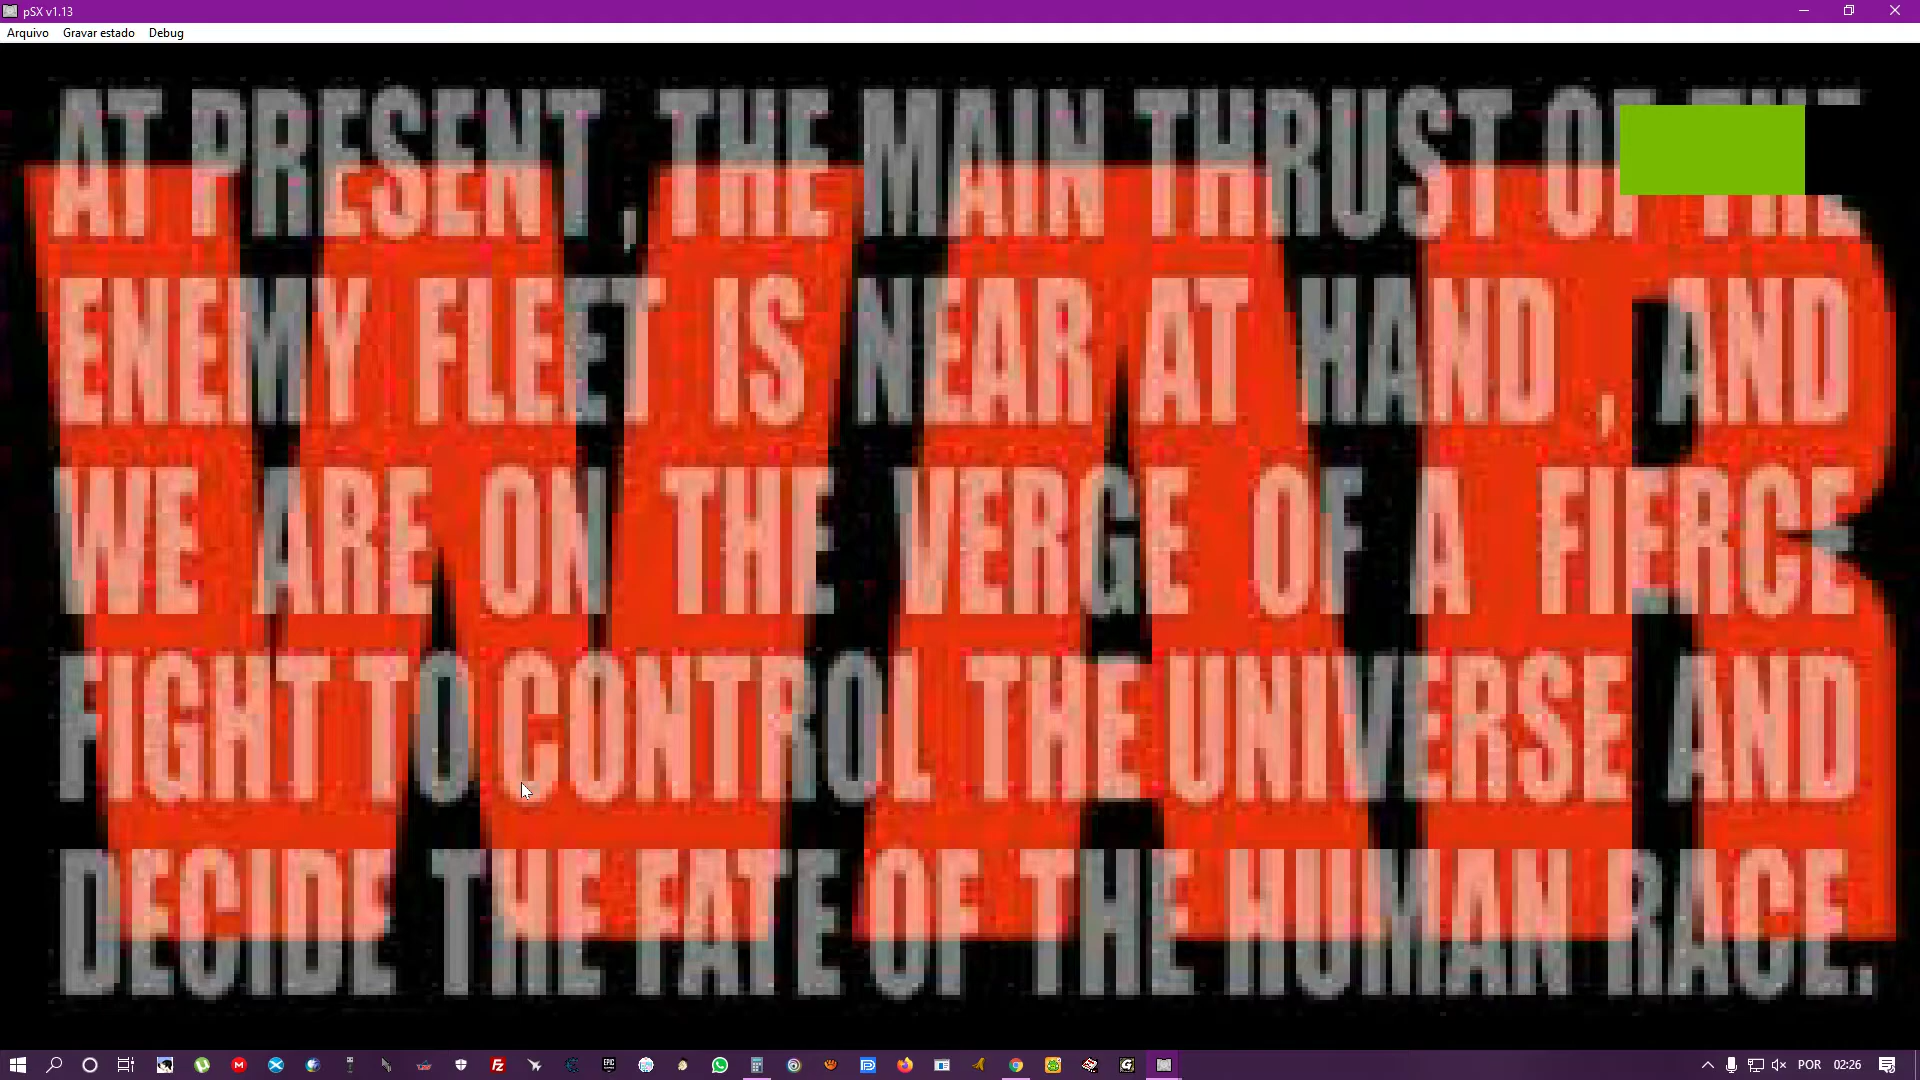 pSX v1.13
Arquivo Gravar estado Debug
AT PRESENT, THE MAIN THRUST OF THE
ENEMY FLEET IS NEAR AT HAND, AND
WE ARE ON THE VERGE OF A FIERCE
FIGHT TO CONTROL THE UNIVERSE AND
DECIDE THE FATE OF THE HUMAN RACE.
WAR
POR 02:26